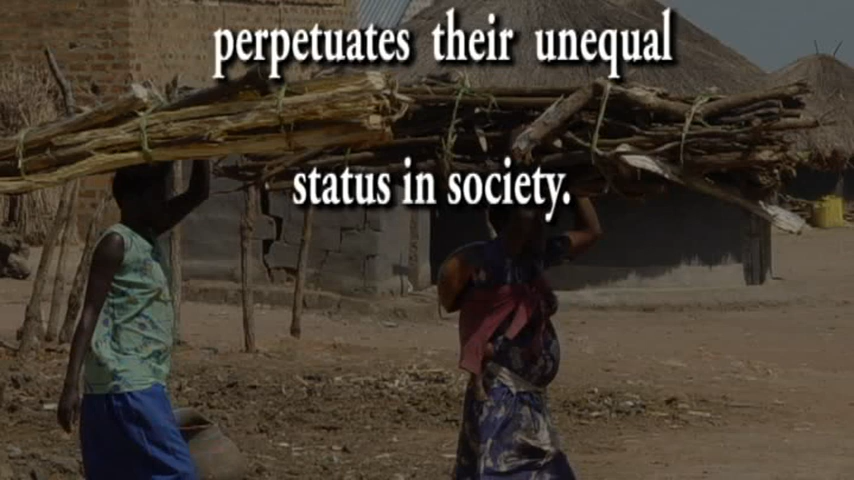 perpetuates their unequal
status in society.